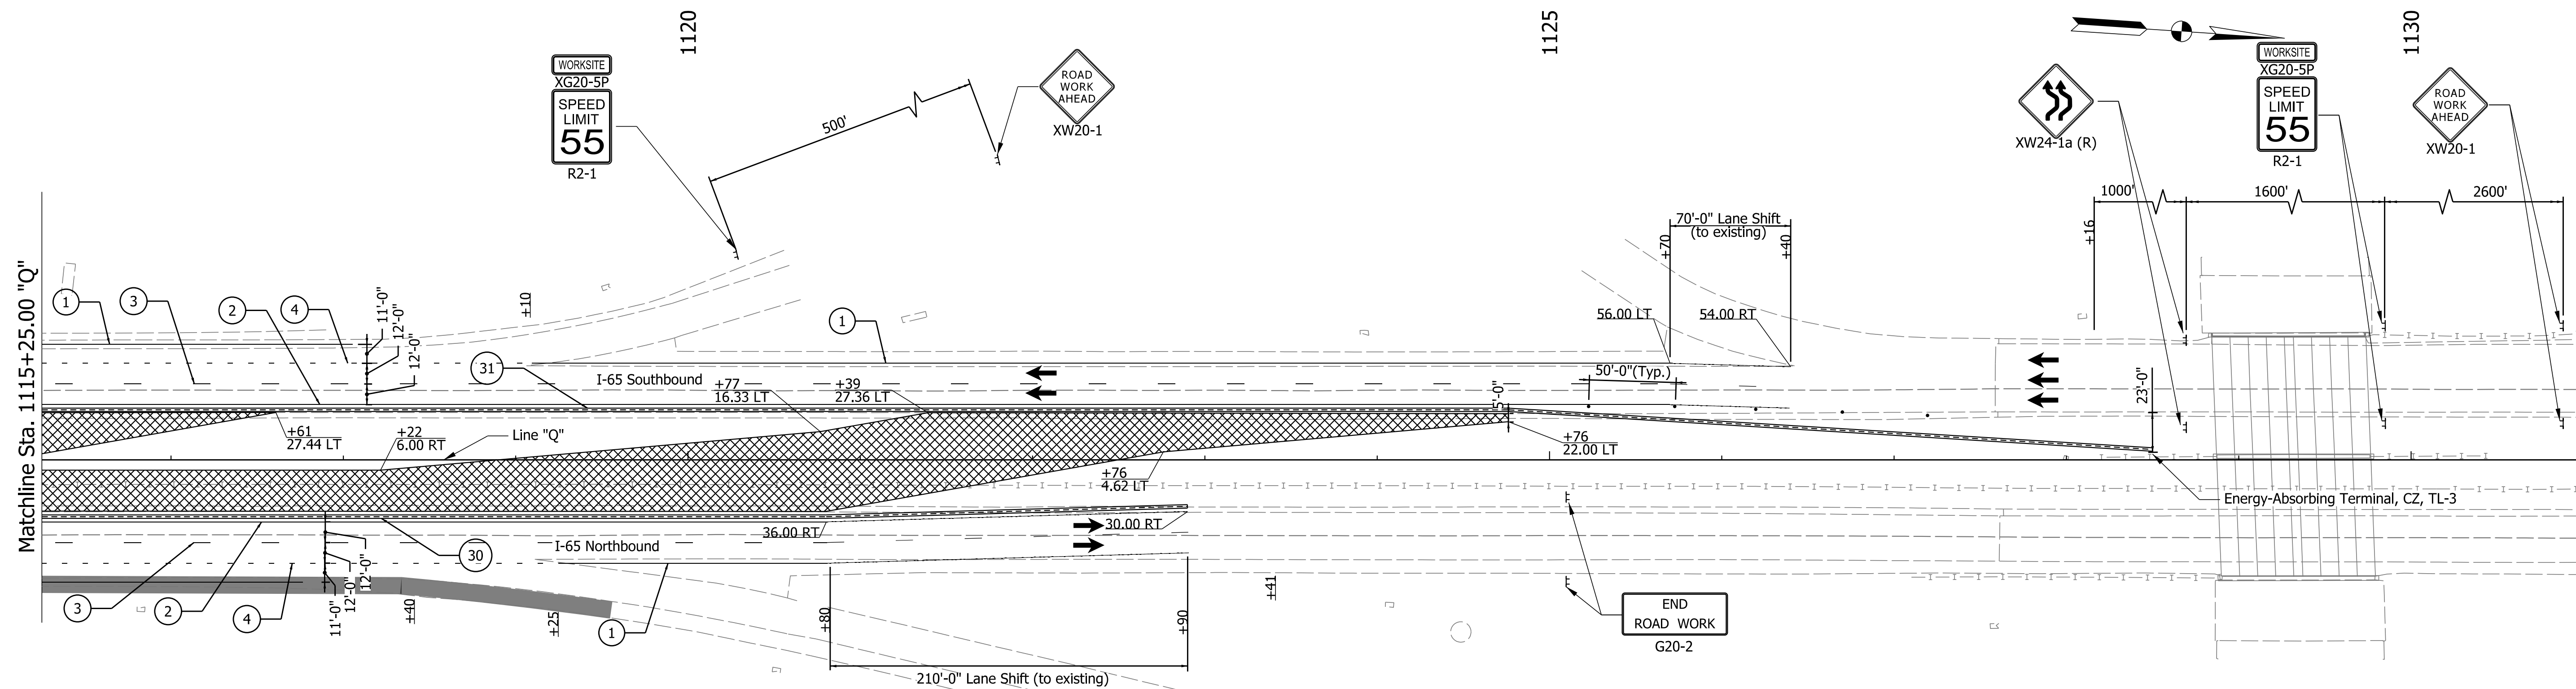 1120
1125
1130
WORKSITE
XG20-5P
SPEED
LIMIT
55
R2-1
500'
ROAD
WORK
AHEAD
XW20-1
XW24-1a (R)
WORKSITE
XG20-5P
SPEED
LIMIT
55
R2-1
ROAD
WORK
AHEAD
XW20-1
1000'
1600'
2600'
+16
70'-0" Lane Shift
(to existing)
+70
+40
56.00 LT
54.00 RT
50'-0"(Typ.)
5'-0"
23'-0"
Matchline Sta. 1115+25.00 "Q"
1
3
2
4
11'-0"
12'-0"
12'-0"
+10
31
1
I-65 Southbound
+77
16.33 LT
+39
27.36 LT
+61
27.44 LT
+22
6.00 RT
Line "Q"
+76
22.00 LT
+76
4.62 LT
Energy-Absorbing Terminal, CZ, TL-3
36.00 RT
30.00 RT
I-65 Northbound
30
3
2
4
11'-0"
12'-0"
12'-0"
+40
+25
1
+80
+90
+41
210'-0" Lane Shift (to existing)
END
ROAD WORK
G20-2